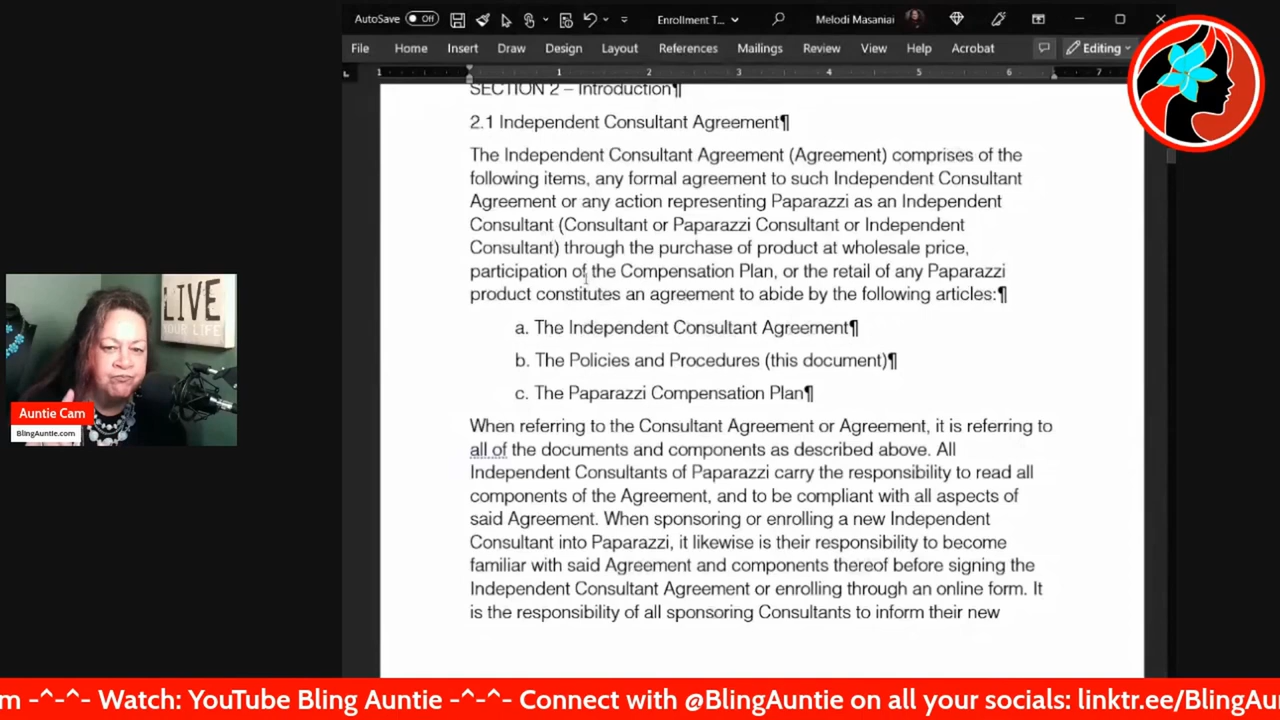 AutoSave Off Enrollment T... Melodi Masaniai
File Home Insert Draw Design Layout References Mailings Review View Help Acrobat Editing
1 1 2 3 4 5 6 7
SECTION 2 – Introduction¶
2.1 Independent Consultant Agreement¶
The Independent Consultant Agreement (Agreement) comprises of the
following items, any formal agreement to such Independent Consultant
Agreement or any action representing Paparazzi as an Independent
Consultant (Consultant or Paparazzi Consultant or Independent
Consultant) through the purchase of product at wholesale price,
participation of the Compensation Plan, or the retail of any Paparazzi
product constitutes an agreement to abide by the following articles:¶
a. The Independent Consultant Agreement¶
b. The Policies and Procedures (this document)¶
c. The Paparazzi Compensation Plan¶
When referring to the Consultant Agreement or Agreement, it is referring to
all of the documents and components as described above. All
Independent Consultants of Paparazzi carry the responsibility to read all
components of the Agreement, and to be compliant with all aspects of
said Agreement. When sponsoring or enrolling a new Independent
Consultant into Paparazzi, it likewise is their responsibility to become
familiar with said Agreement and components thereof before signing the
Independent Consultant Agreement or enrolling through an online form. It
is the responsibility of all sponsoring Consultants to inform their new
LIVE
YOUR LIFE
Auntie Cam
BlingAuntie.com
m -^-^- Watch: YouTube Bling Auntie -^-^- Connect with @BlingAuntie on all your socials: linktr.ee/BlingAu